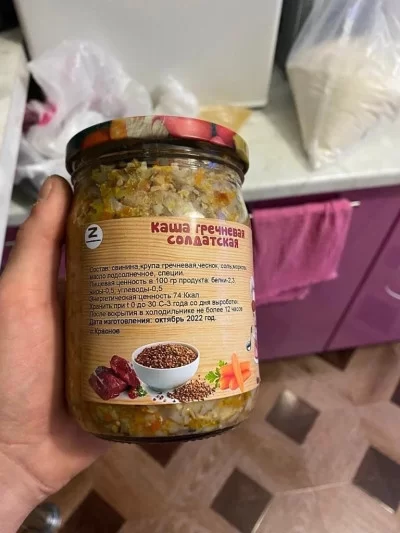 Z
каша гречневая
солдатская
Состав: свинина,крупа гречневая,чеснок, соль,морковь,
масло подсолнечное, специи.
Пищевая ценность в 100 гр продукта: белки-2,3
жиры-0,5, углеводы-0,5
Энергетическая ценность 74 Ккал
Хранить при t 0 до 30 С-3 года со дня выработки.
После вскрытия в холодильнике не более 12 часов
Дата изготовления: октябрь 2022 год.
Красное